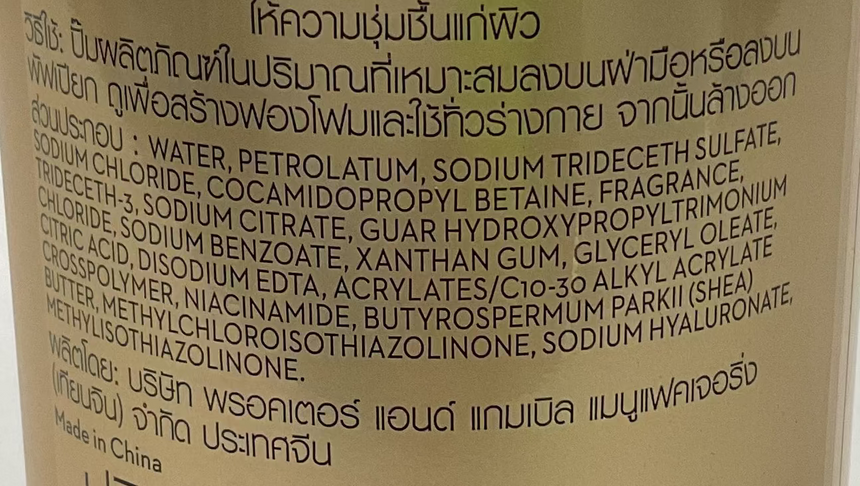 ให้ความชุ่มชื้นแก่ผิว
วิธีใช้: ปั๊มผลิตภัณฑ์ในปริมาณที่เหมาะสมลงบนฝ่ามือหรือลงบน
พัฟเปียก ถูเพื่อสร้างฟองโฟมและใช้ทั่วร่างกาย จากนั้นล้างออก
ส่วนประกอบ : WATER, PETROLATUM, SODIUM TRIDECETH SULFATE,
SODIUM CHLORIDE, COCAMIDOPROPYL BETAINE, FRAGRANCE,
TRIDECETH-3, SODIUM CITRATE, GUAR HYDROXYPROPYLTRIMONIUM
CHLORIDE, SODIUM BENZOATE, XANTHAN GUM, GLYCERYL OLEATE,
CITRIC ACID, DISODIUM EDTA, ACRYLATES/C10-30 ALKYL ACRYLATE
CROSSPOLYMER, NIACINAMIDE, BUTYROSPERMUM PARKII (SHEA)
BUTTER, METHYLCHLOROISOTHIAZOLINONE, SODIUM HYALURONATE,
METHYLISOTHIAZOLINONE.
ผลิตโดย: บริษัท พรอคเตอร์ แอนด์ แกมเบิล แมนูแฟคเจอริ่ง
(เทียนจิน) จำกัด ประเทศจีน
Made in China